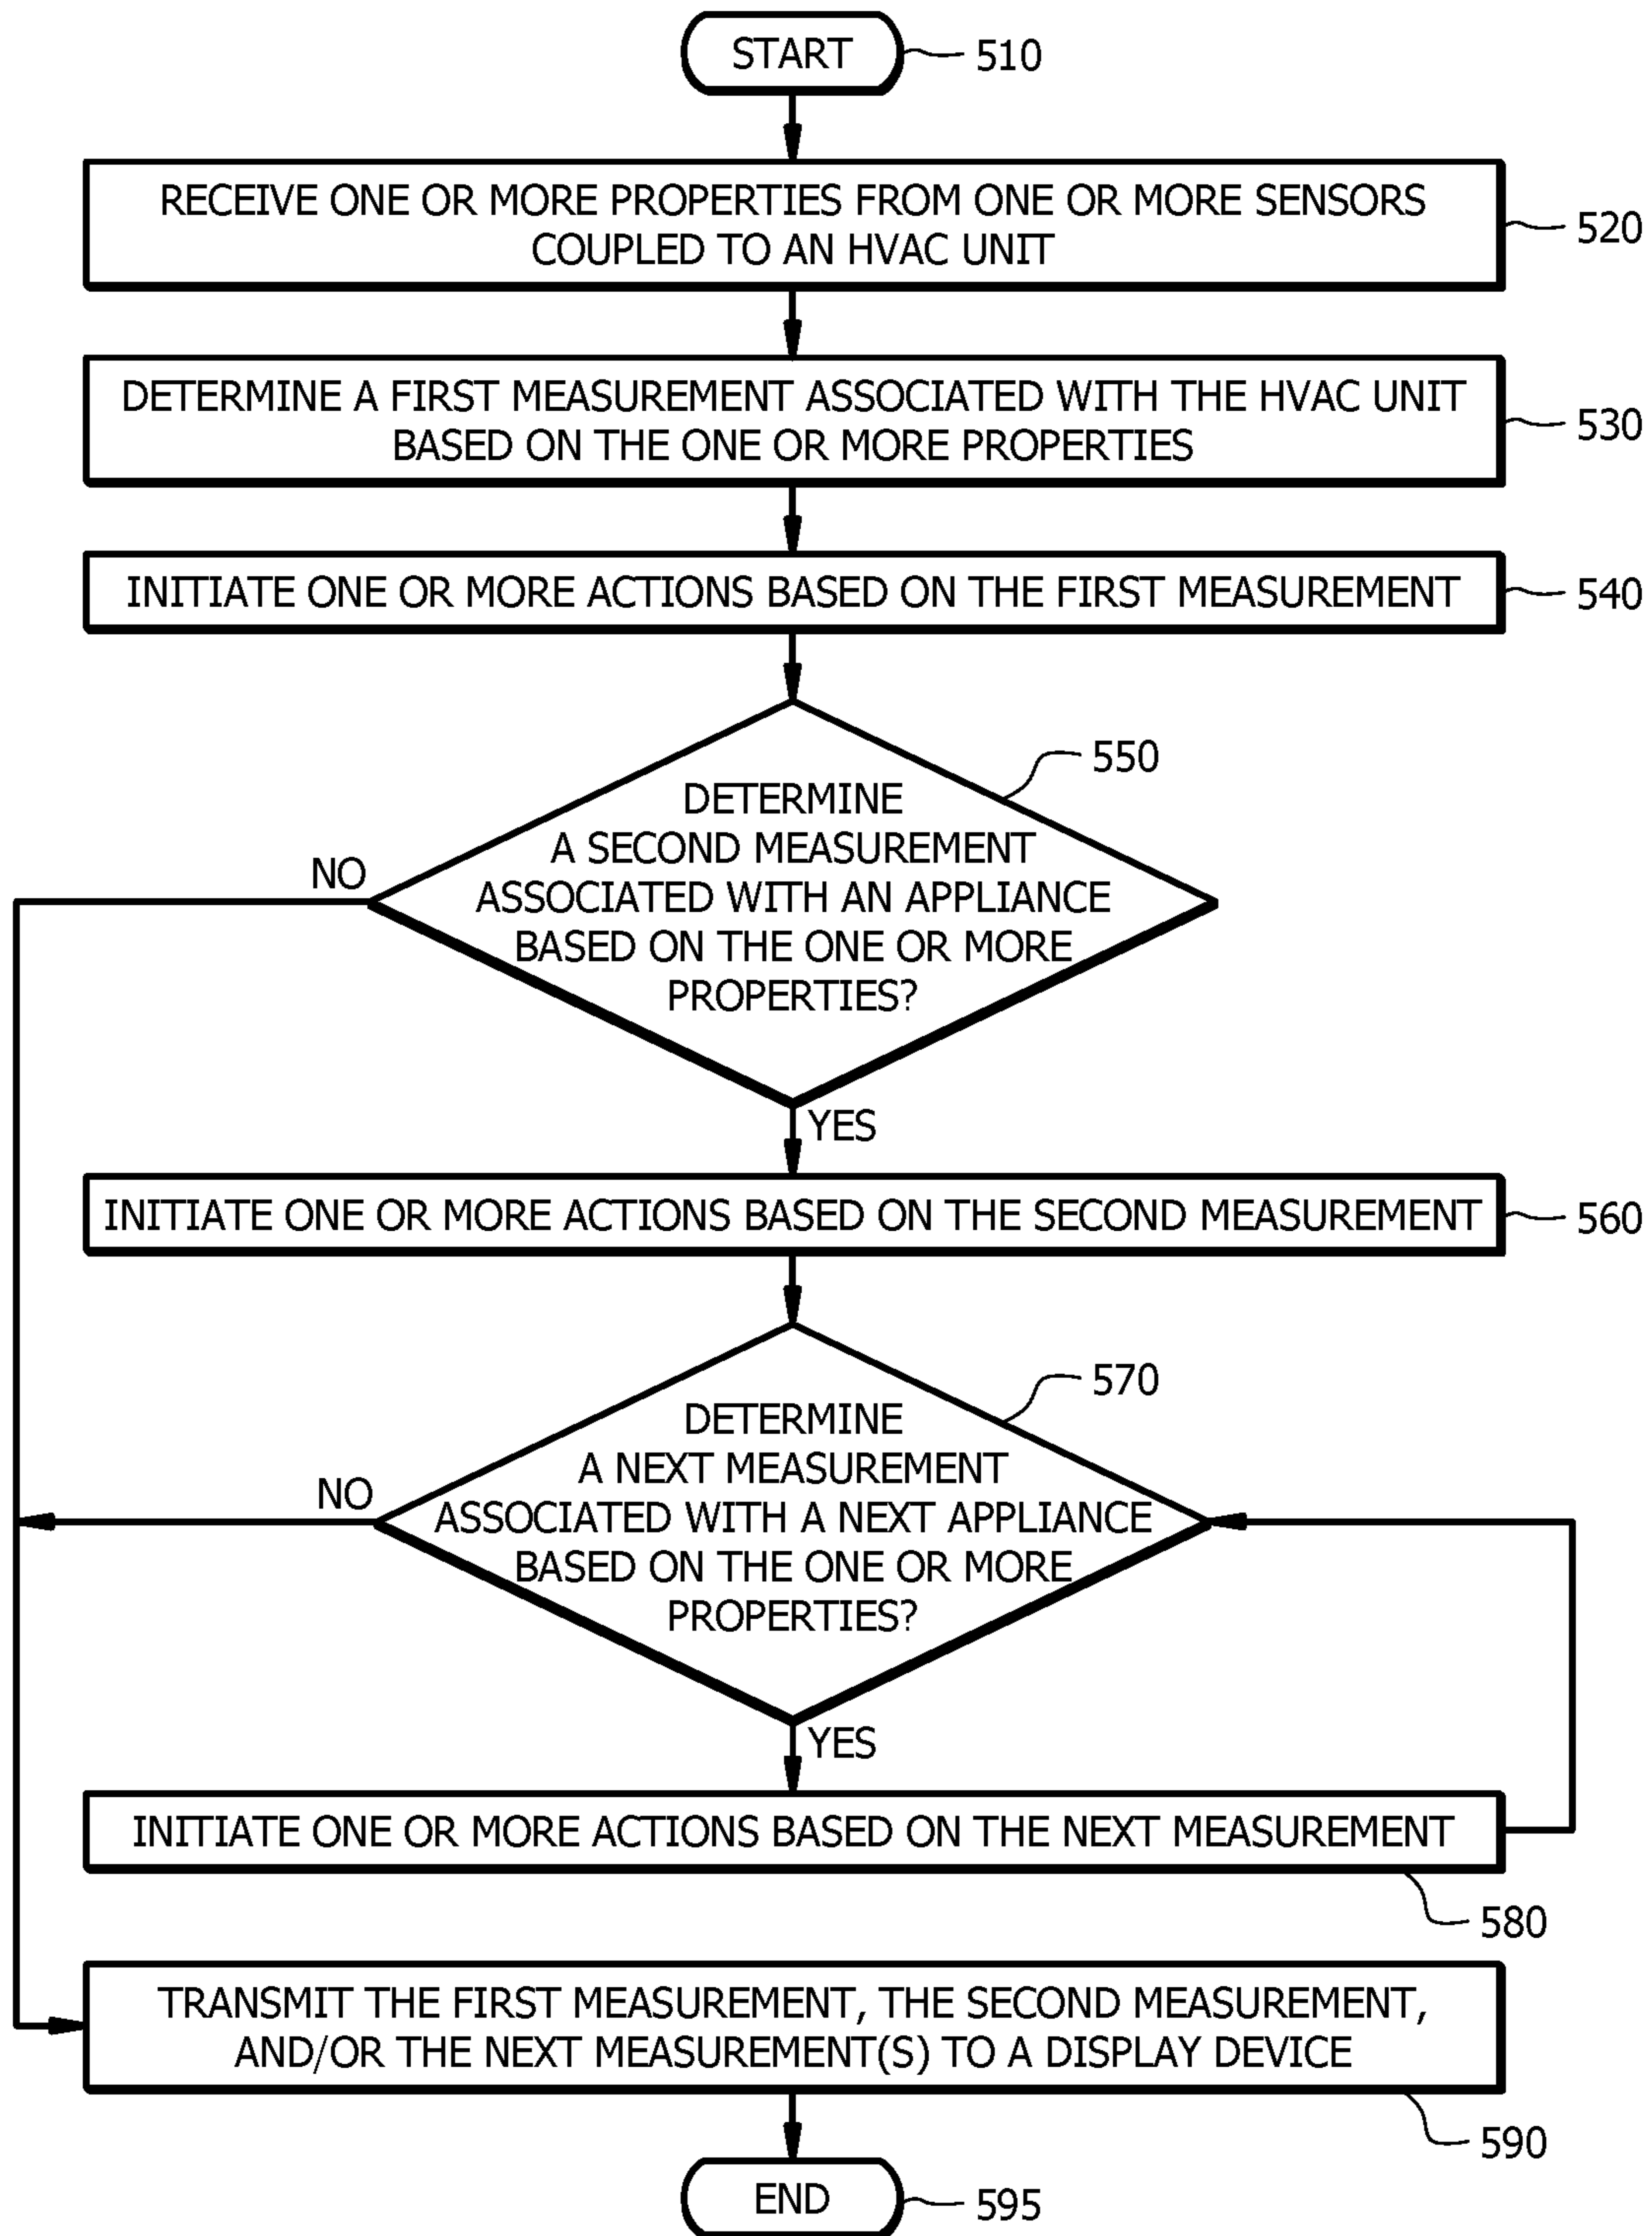 START
510
RECEIVE ONE OR MORE PROPERTIES FROM ONE OR MORE SENSORS
COUPLED TO AN HVAC UNIT
520
DETERMINE A FIRST MEASUREMENT ASSOCIATED WITH THE HVAC UNIT
BASED ON THE ONE OR MORE PROPERTIES
530
INITIATE ONE OR MORE ACTIONS BASED ON THE FIRST MEASUREMENT
540
550
DETERMINE
A SECOND MEASUREMENT
ASSOCIATED WITH AN APPLIANCE
BASED ON THE ONE OR MORE
PROPERTIES?
NO
YES
INITIATE ONE OR MORE ACTIONS BASED ON THE SECOND MEASUREMENT
560
570
DETERMINE
A NEXT MEASUREMENT
ASSOCIATED WITH A NEXT APPLIANCE
BASED ON THE ONE OR MORE
PROPERTIES?
NO
YES
INITIATE ONE OR MORE ACTIONS BASED ON THE NEXT MEASUREMENT
580
TRANSMIT THE FIRST MEASUREMENT, THE SECOND MEASUREMENT,
AND/OR THE NEXT MEASUREMENT(S) TO A DISPLAY DEVICE
590
END
595